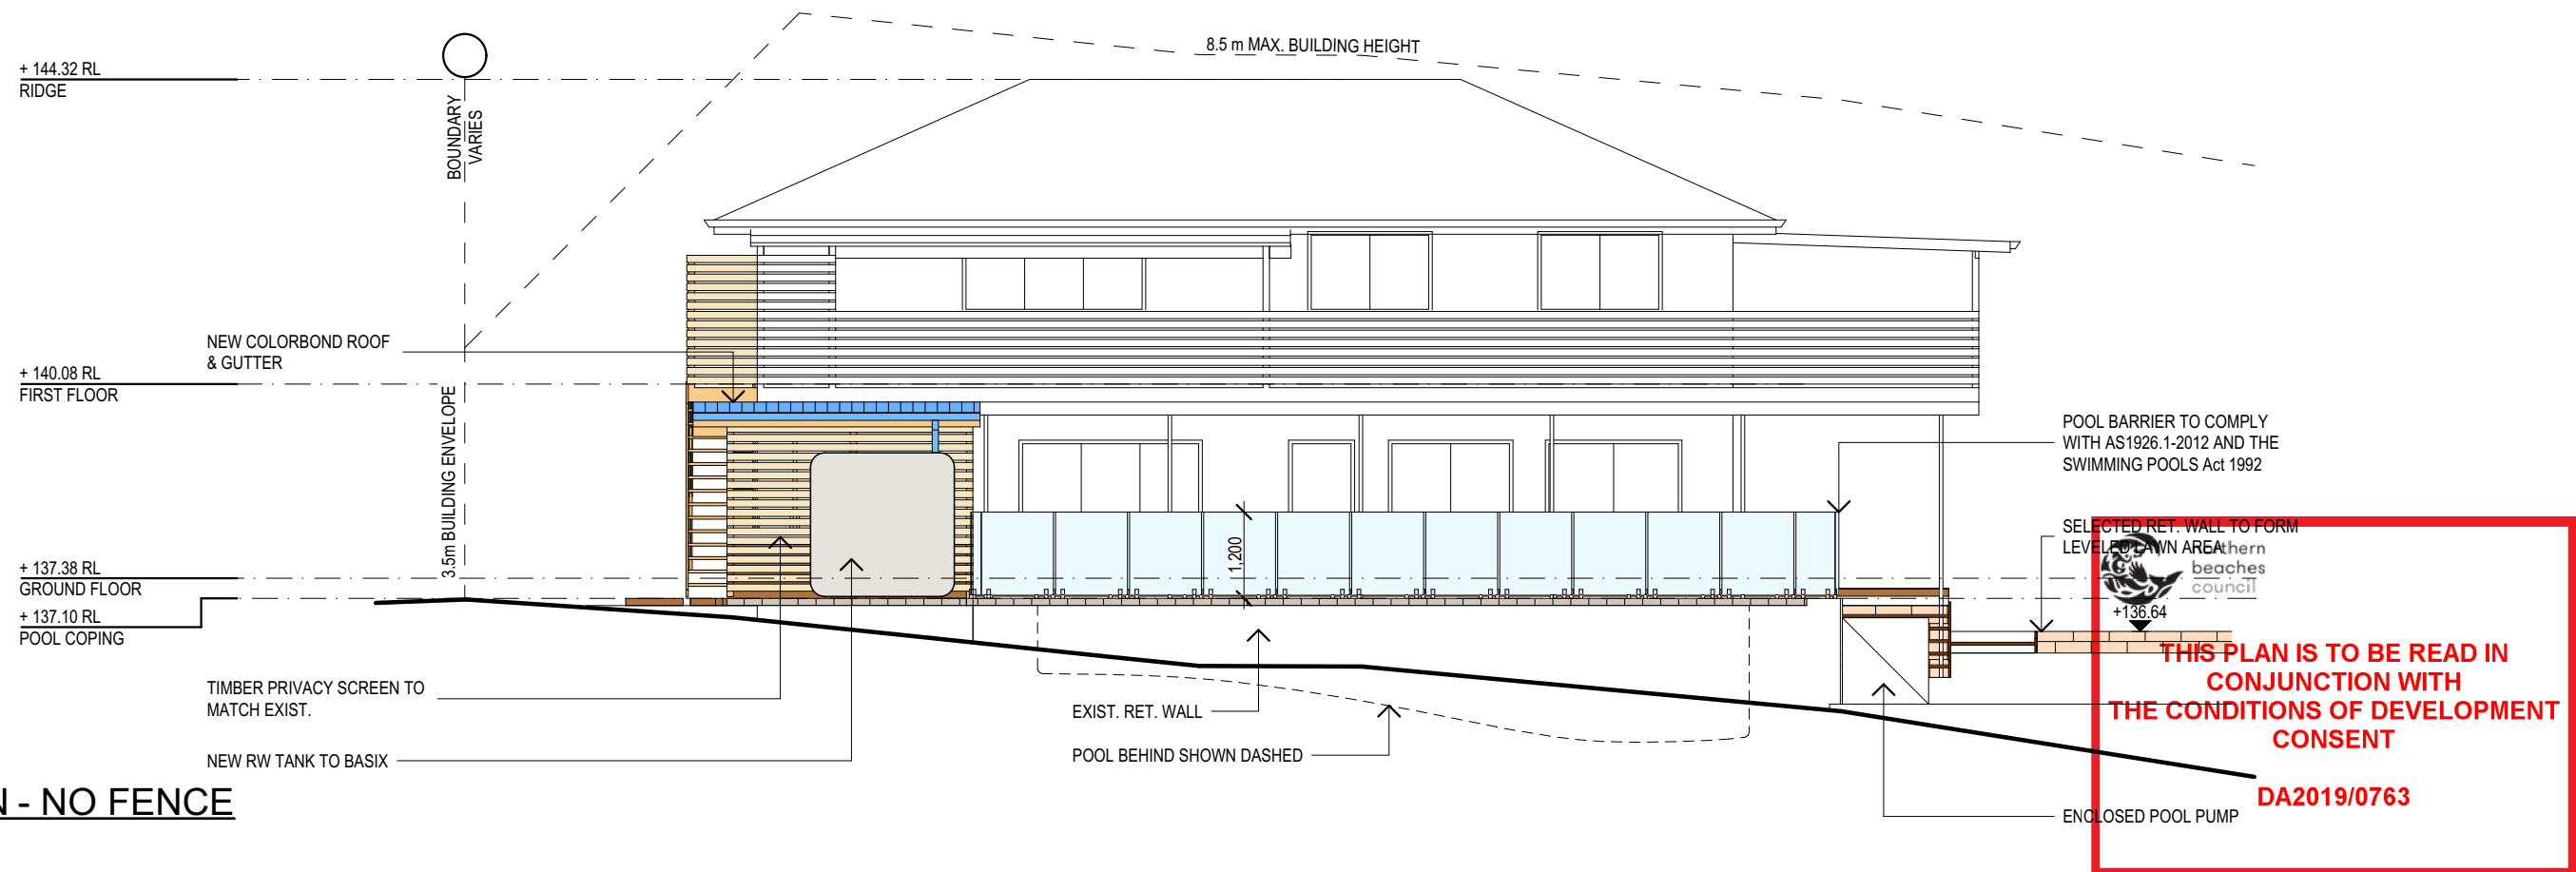 8.5 m MAX. BUILDING HEIGHT
+ 144.32 RL
RIDGE
BOUNDARY
VARIES
NEW COLORBOND ROOF
& GUTTER
+ 140.08 RL
FIRST FLOOR
3.5m BUILDING ENVELOPE
POOL BARRIER TO COMPLY
WITH AS1926.1-2012 AND THE
SWIMMING POOLS Act 1992
1,200
SELECTED RET. WALL TO FORM
LEVELED LAWN AREA
northern
beaches
council
+ 137.38 RL
GROUND FLOOR
+ 137.10 RL
POOL COPING
+136.64
THIS PLAN IS TO BE READ IN
CONJUNCTION WITH
THE CONDITIONS OF DEVELOPMENT
CONSENT
DA2019/0763
TIMBER PRIVACY SCREEN TO
MATCH EXIST.
EXIST. RET. WALL
POOL BEHIND SHOWN DASHED
NEW RW TANK TO BASIX
ENCLOSED POOL PUMP
- NO FENCE